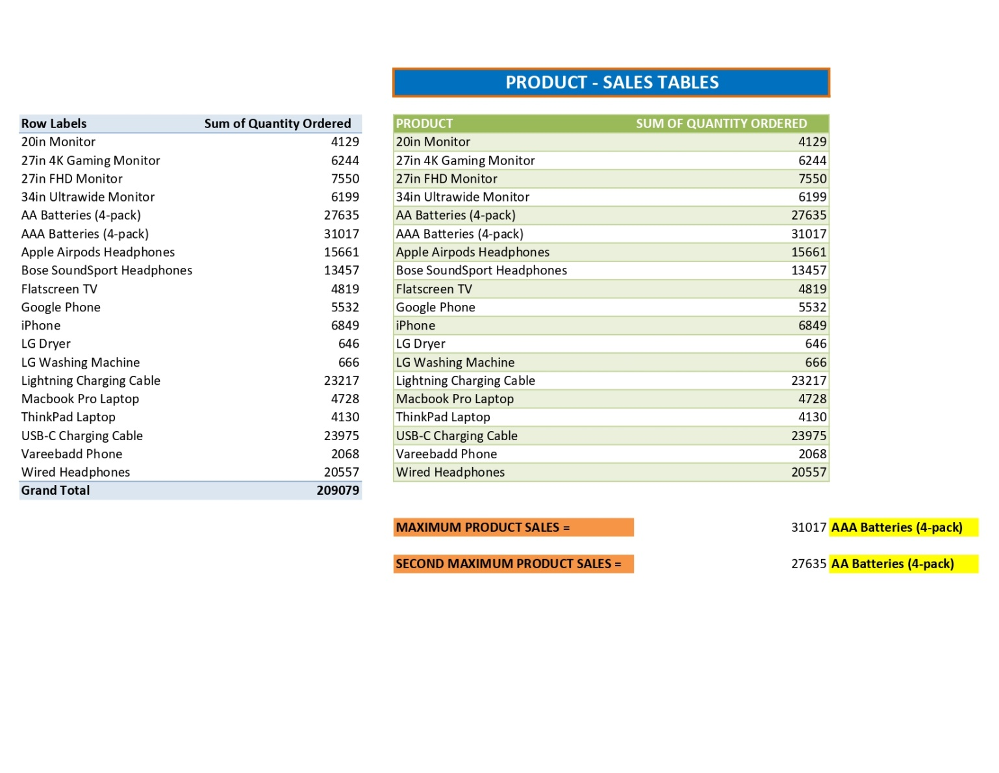 PRODUCT - SALES TABLES
Row Labels Sum of Quantity Ordered
20in Monitor 4129
27in 4K Gaming Monitor 6244
27in FHD Monitor 7550
34in Ultrawide Monitor 6199
AA Batteries (4-pack) 27635
AAA Batteries (4-pack) 31017
Apple Airpods Headphones 15661
Bose SoundSport Headphones 13457
Flatscreen TV 4819
Google Phone 5532
iPhone 6849
LG Dryer 646
LG Washing Machine 666
Lightning Charging Cable 23217
Macbook Pro Laptop 4728
ThinkPad Laptop 4130
USB-C Charging Cable 23975
Vareebadd Phone 2068
Wired Headphones 20557
Grand Total 209079
PRODUCT SUM OF QUANTITY ORDERED
20in Monitor 4129
27in 4K Gaming Monitor 6244
27in FHD Monitor 7550
34in Ultrawide Monitor 6199
AA Batteries (4-pack) 27635
AAA Batteries (4-pack) 31017
Apple Airpods Headphones 15661
Bose SoundSport Headphones 13457
Flatscreen TV 4819
Google Phone 5532
iPhone 6849
LG Dryer 646
LG Washing Machine 666
Lightning Charging Cable 23217
Macbook Pro Laptop 4728
ThinkPad Laptop 4130
USB-C Charging Cable 23975
Vareebadd Phone 2068
Wired Headphones 20557
MAXIMUM PRODUCT SALES = 31017 AAA Batteries (4-pack)
SECOND MAXIMUM PRODUCT SALES = 27635 AA Batteries (4-pack)